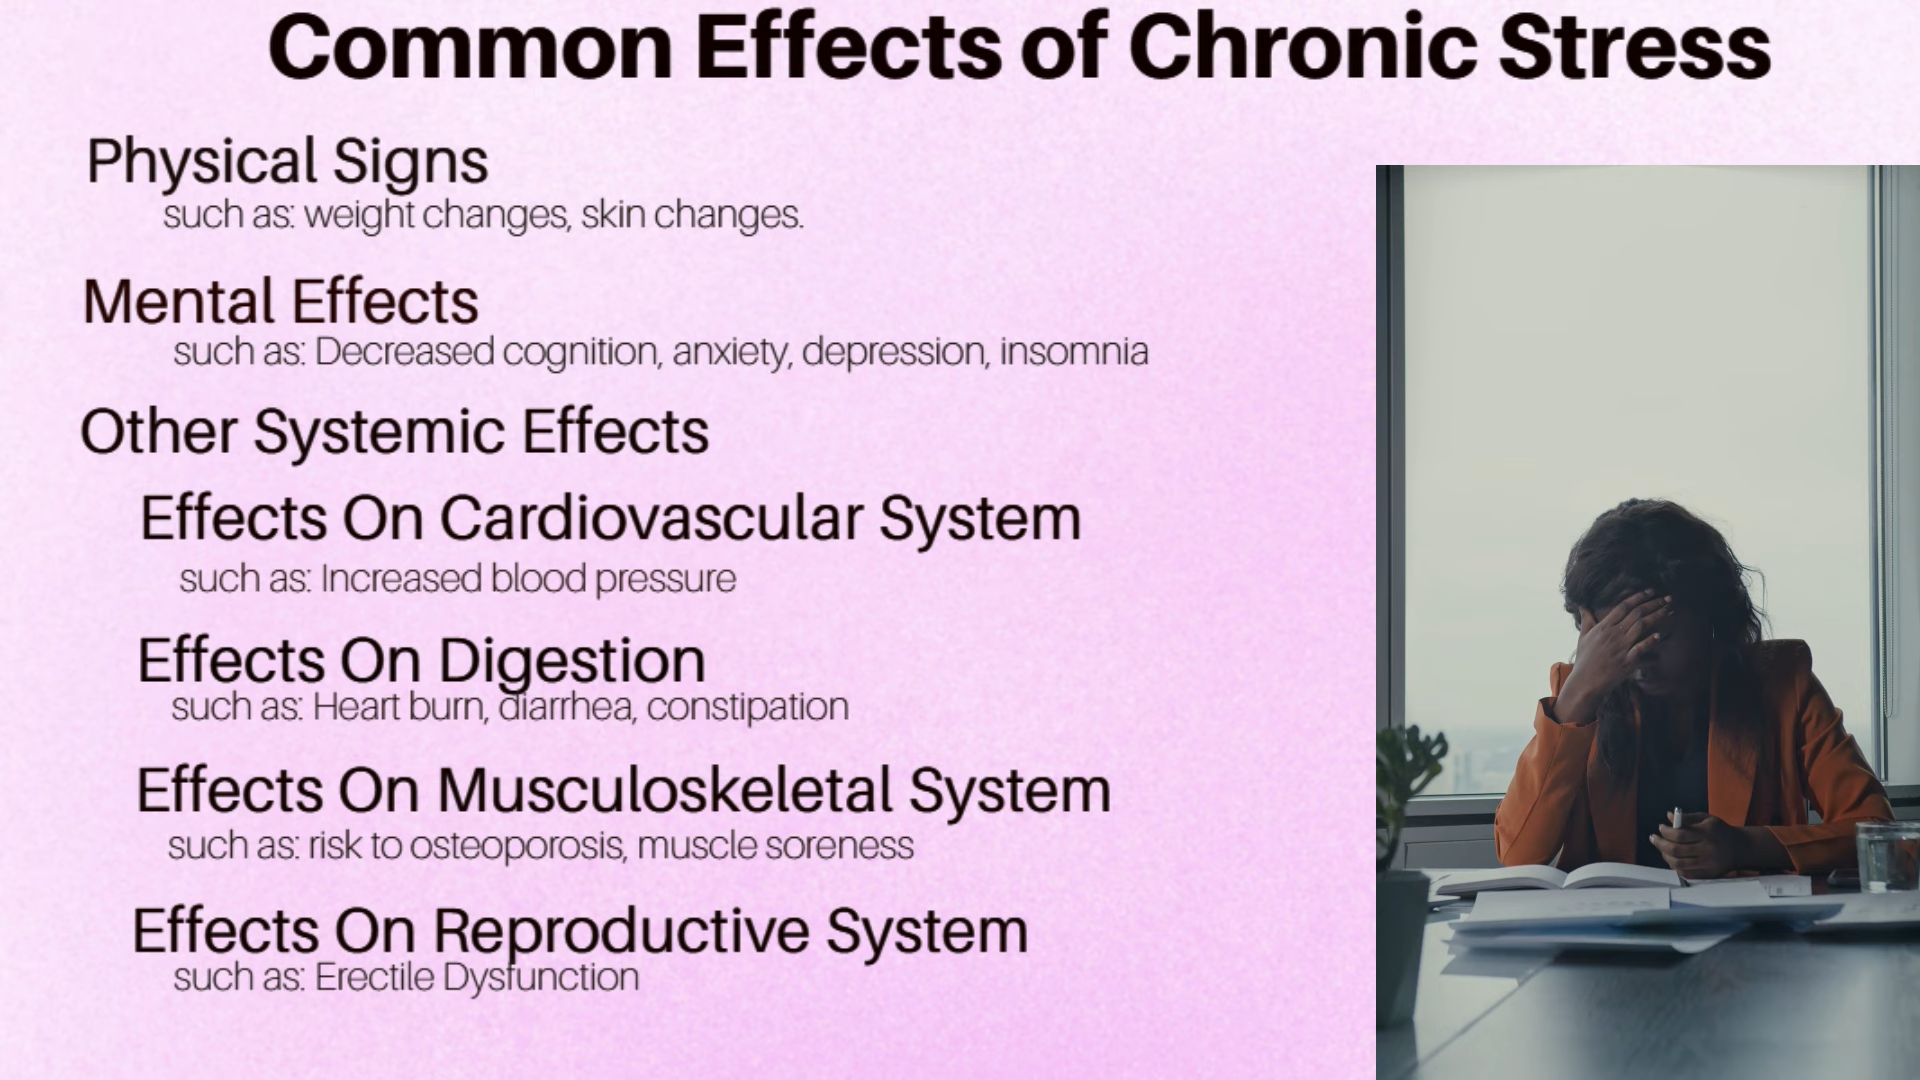 Common Effects of Chronic Stress
Physical Signs
such as: weight changes, skin changes.
Mental Effects
such as: Decreased cognition, anxiety, depression, insomnia
Other Systemic Effects
Effects On Cardiovascular System
such as: Increased blood pressure
Effects On Digestion
such as: Heart burn, diarrhea, constipation
Effects On Musculoskeletal System
such as: risk to osteoporosis, muscle soreness
Effects On Reproductive System
such as: Erectile Dysfunction